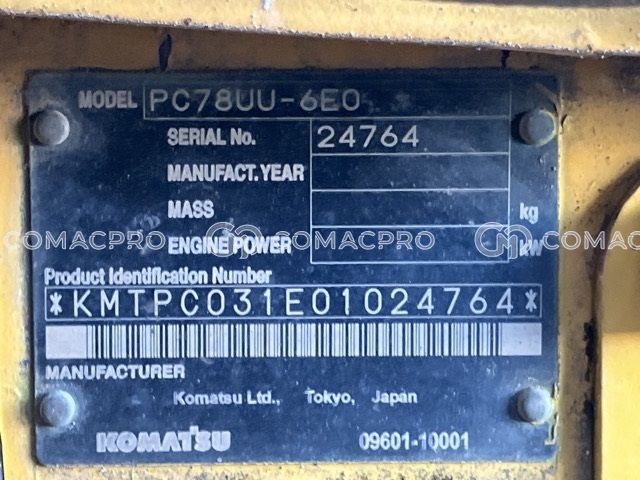 MODEL PC78UU-6E0
SERIAL No. 24764
MANUFACT.YEAR
MASS kg
COMACPRO COMACPRO COMACPRO
ENGINE POWER kW
Product Identification Number
*KMTPC031E01024764*
MANUFACTURER
Komatsu Ltd., Tokyo, Japan
KOMATSU 09601-10001